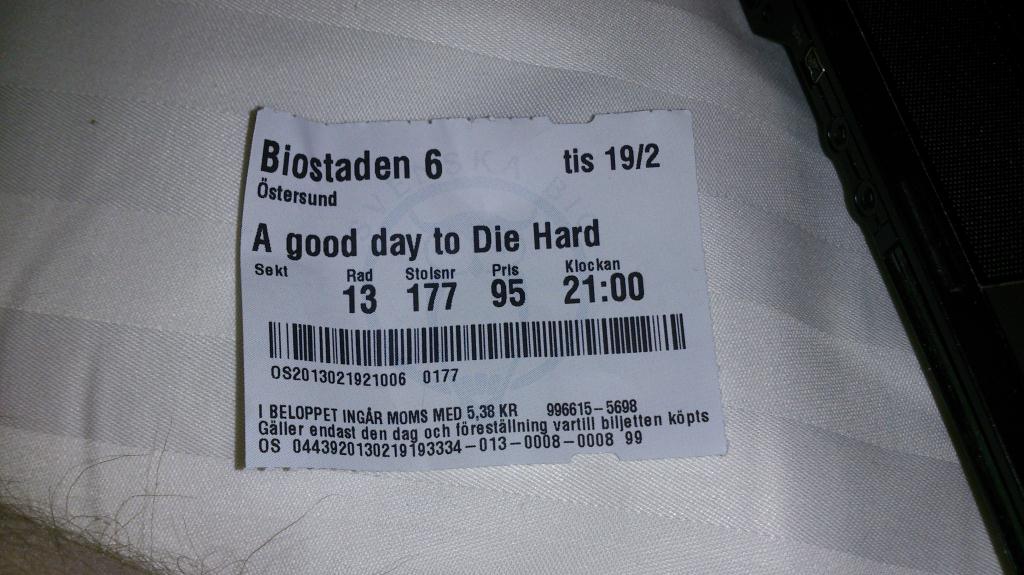 Biostaden 6 tis 19/2
Östersund
A good day to Die Hard
Sekt Rad Stolsnr Pris Klockan
13 177 95 21:00
OS2013021921006 0177
I BELOPPET INGÅR MOMS MED 5,38 KR 996615-5698
Gäller endast den dag och föreställning vartill biljetten köpts
OS 0443920130219193334-013-0008-0008 99